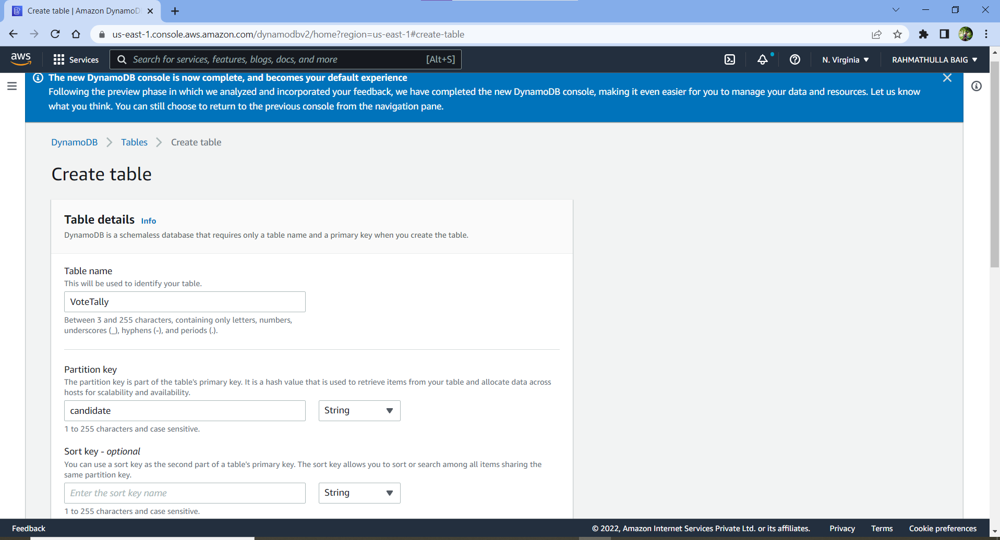 Create table | Amazon DynamoD
us-east-1.console.aws.amazon.com/dynamodbv2/home?region=us-east-1#create-table
aws
Services
Search for services, features, blogs, docs, and more
[Alt+S]
N. Virginia
RAHMATHULLA BAIG
The new DynamoDB console is now complete, and becomes your default experience
Following the preview phase in which we analyzed and incorporated your feedback, we have completed the new DynamoDB console, making it even easier for you to manage your data and resources. Let us know
what you think. You can still choose to return to the previous console from the navigation pane.
DynamoDB
Tables
Create table
Create table
Table details Info
DynamoDB is a schemaless database that requires only a table name and a primary key when you create the table.
Table name
This will be used to identify your table.
VoteTally
Between 3 and 255 characters, containing only letters, numbers,
underscores (_), hyphens (-), and periods (.).
Partition key
The partition key is part of the table's primary key. It is a hash value that is used to retrieve items from your table and allocate data across
hosts for scalability and availability.
candidate
String
1 to 255 characters and case sensitive.
Sort key - optional
You can use a sort key as the second part of a table's primary key. The sort key allows you to sort or search among all items sharing the
same partition key.
Enter the sort key name
String
1 to 255 characters and case sensitive.
Feedback
© 2022, Amazon Internet Services Private Ltd. or its affiliates.
Privacy
Terms
Cookie preferences